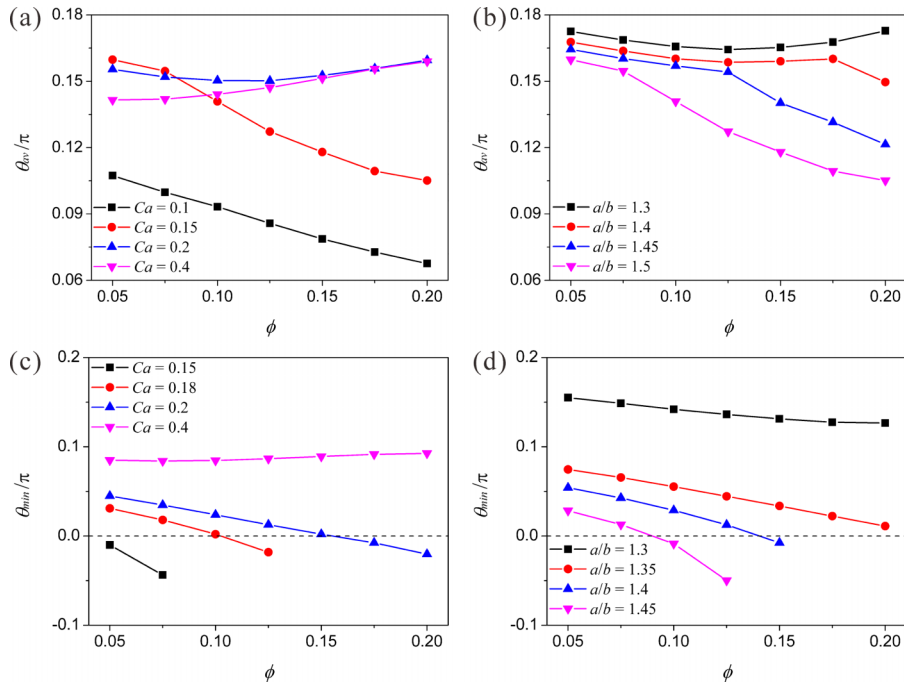 (a)
0.18
0.15
0.12
0.09
0.06
θav/π
Ca = 0.1
Ca = 0.15
Ca = 0.2
Ca = 0.4
0.05 0.10 0.15 0.20
ϕ
(b)
0.18
0.15
0.12
0.09
0.06
θav/π
a/b = 1.3
a/b = 1.4
a/b = 1.45
a/b = 1.5
0.05 0.10 0.15 0.20
ϕ
(c)
0.2
0.1
0.0
-0.1
θmin/π
Ca = 0.15
Ca = 0.18
Ca = 0.2
Ca = 0.4
0.05 0.10 0.15 0.20
ϕ
(d)
0.2
0.1
0.0
-0.1
θmin/π
a/b = 1.3
a/b = 1.35
a/b = 1.4
a/b = 1.45
0.05 0.10 0.15 0.20
ϕ